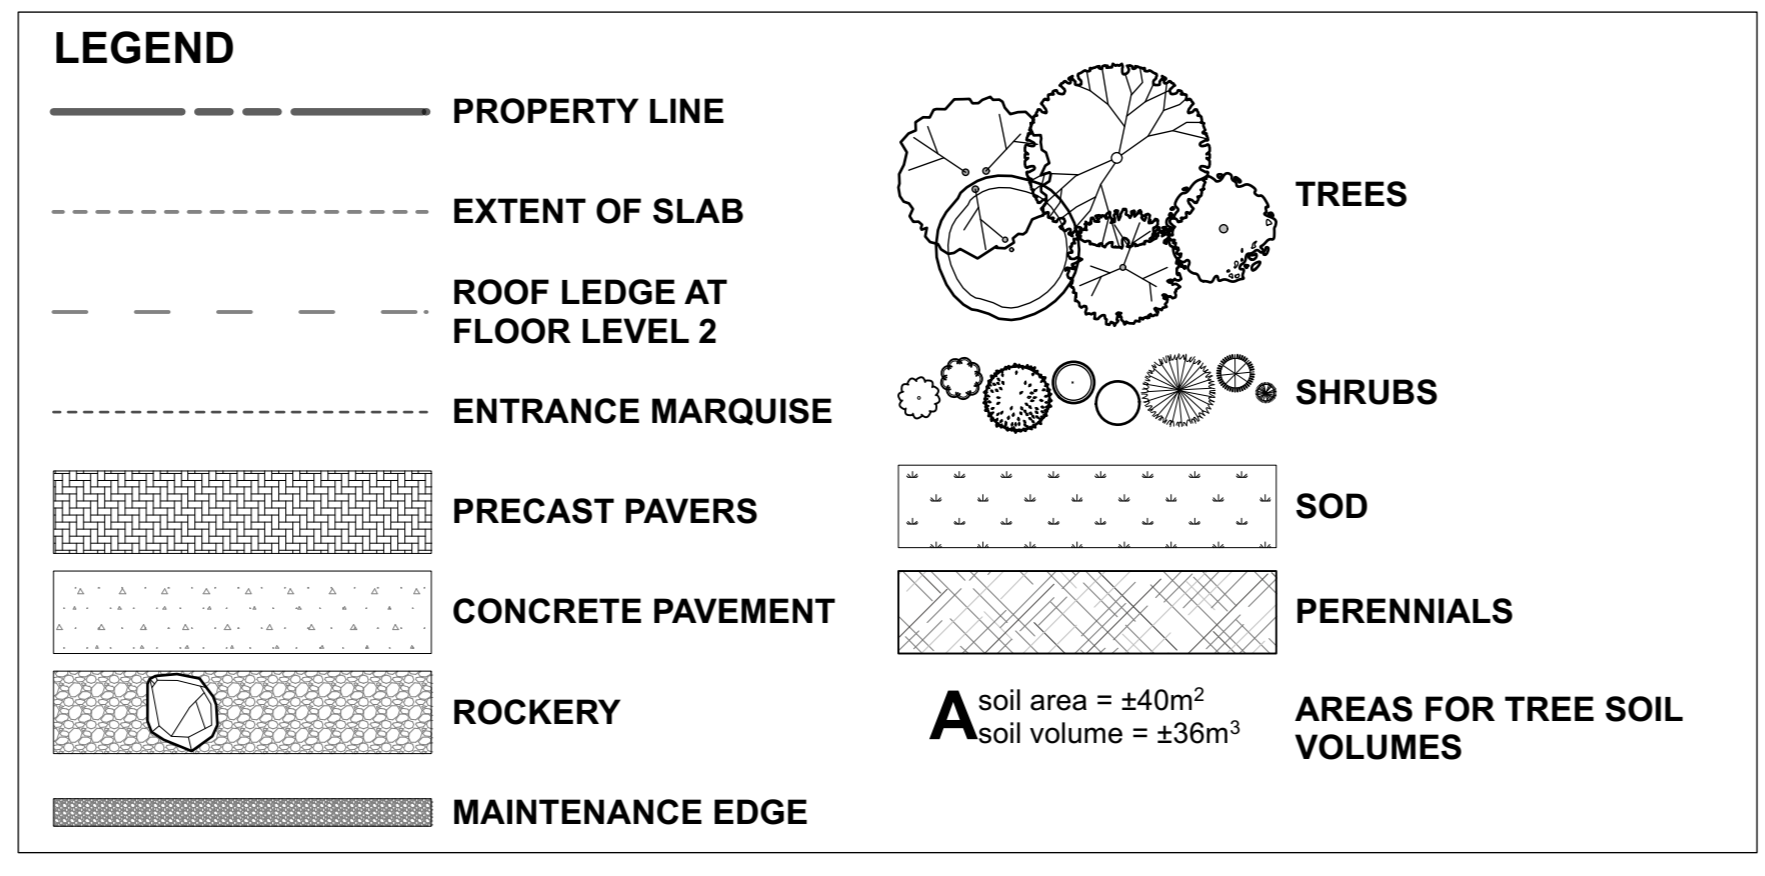 LEGEND
PROPERTY LINE
EXTENT OF SLAB
ROOF LEDGE AT
FLOOR LEVEL 2
ENTRANCE MARQUISE
PRECAST PAVERS
CONCRETE PAVEMENT
ROCKERY
MAINTENANCE EDGE
TREES
SHRUBS
SOD
PERENNIALS
A
soil area = ±40m²
soil volume = ±36m³
AREAS FOR TREE SOIL
VOLUMES